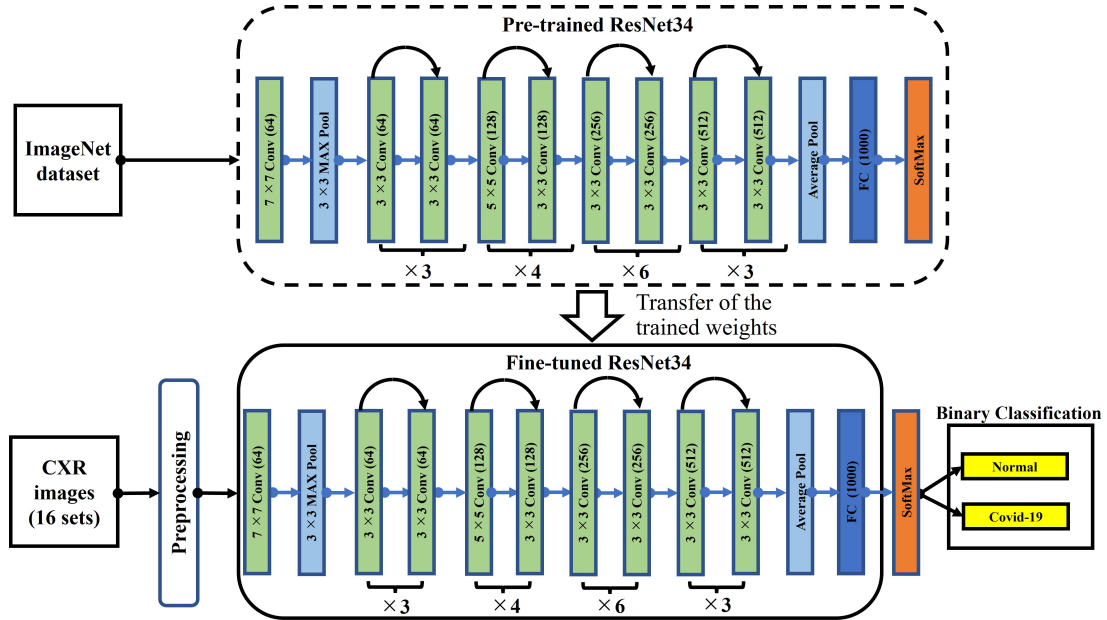 Pre-trained ResNet34
ImageNet
dataset
7 ×7 Conv (64)
3 ×3 MAX Pool
3 ×3 Conv (64)
3 ×3 Conv (64)
5 ×5 Conv (128)
3 ×3 Conv (128)
3 ×3 Conv (256)
3 ×3 Conv (256)
3 ×3 Conv (512)
3 ×3 Conv (512)
Average Pool
FC (1000)
SoftMax
×3
×4
×6
×3
Transfer of the
trained weights
Fine-tuned ResNet34
CXR
images
(16 sets)
Preprocessing
7 ×7 Conv (64)
3 ×3 MAX Pool
3 ×3 Conv (64)
3 ×3 Conv (64)
5 ×5 Conv (128)
3 ×3 Conv (128)
3 ×3 Conv (256)
3 ×3 Conv (256)
3 ×3 Conv (512)
3 ×3 Conv (512)
Average Pool
FC (1000)
SoftMax
×3
×4
×6
×3
Binary Classification
Normal
Covid-19